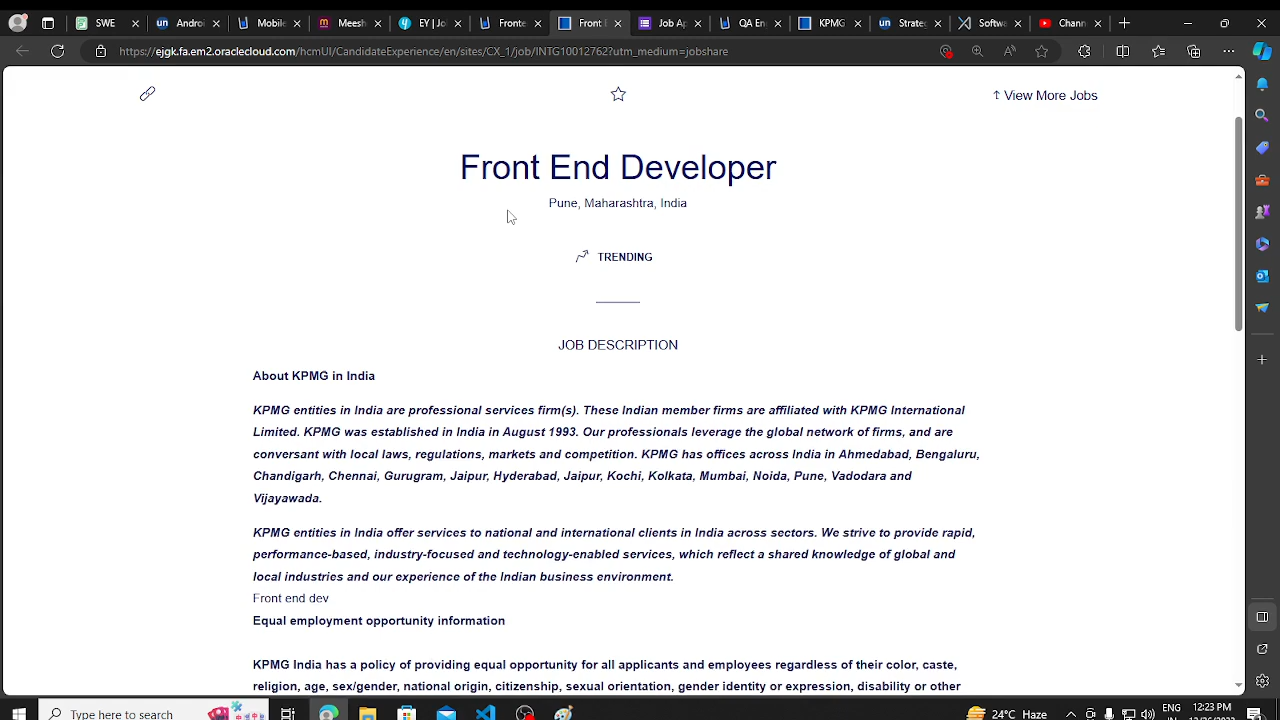 SWE
Androi
Mobile
Meesh
EY | Jol
Fronte
Front E
Job Ap
QA En
KPMG
Strate
Softwa
Chann
https://ejgk.fa.em2.oraclecloud.com/hcmUI/CandidateExperience/en/sites/CX_1/job/INTG10012762?utm_medium=jobshare
↑ View More Jobs
Front End Developer
Pune, Maharashtra, India
TRENDING
JOB DESCRIPTION
About KPMG in India
KPMG entities in India are professional services firm(s). These Indian member firms are affiliated with KPMG International
Limited. KPMG was established in India in August 1993. Our professionals leverage the global network of firms, and are
conversant with local laws, regulations, markets and competition. KPMG has offices across India in Ahmedabad, Bengaluru,
Chandigarh, Chennai, Gurugram, Jaipur, Hyderabad, Jaipur, Kochi, Kolkata, Mumbai, Noida, Pune, Vadodara and
Vijayawada.
KPMG entities in India offer services to national and international clients in India across sectors. We strive to provide rapid,
performance-based, industry-focused and technology-enabled services, which reflect a shared knowledge of global and
local industries and our experience of the Indian business environment.
Front end dev
Equal employment opportunity information
KPMG India has a policy of providing equal opportunity for all applicants and employees regardless of their color, caste,
religion, age, sex/gender, national origin, citizenship, sexual orientation, gender identity or expression, disability or other
Type here to search
24°C Haze
12:23 PM